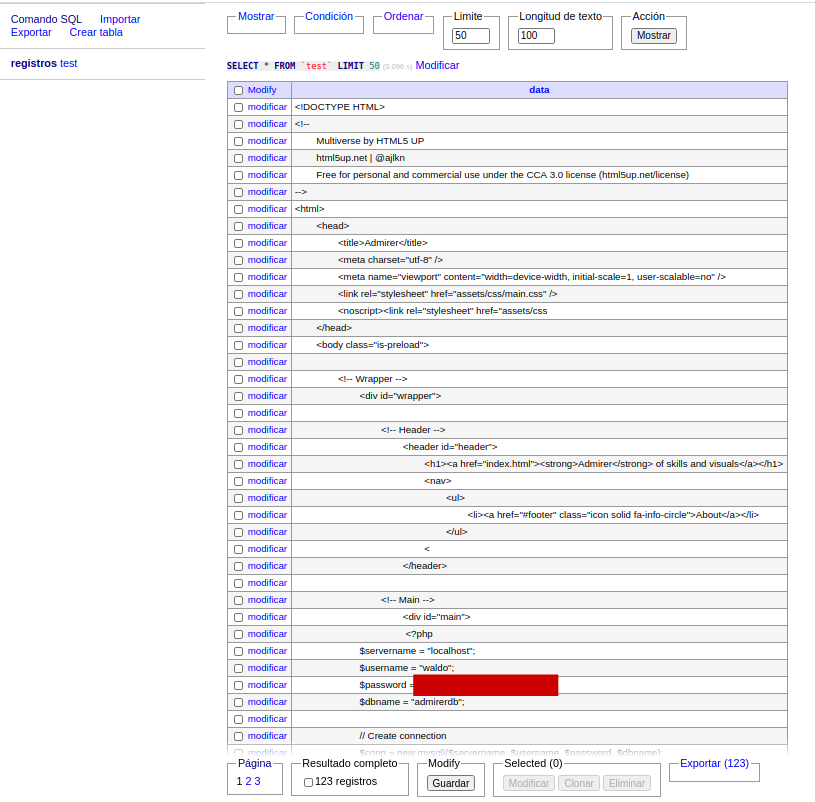 Comando SQL Importar
Exportar Crear tabla
registros test
Mostrar Condición Ordenar Limite Longitud de texto Acción
50 100 Mostrar
SELECT * FROM `test` LIMIT 50 (0.096 s) Modificar
Modify data
modificar <!DOCTYPE HTML>
modificar <!--
modificar Multiverse by HTML5 UP
modificar html5up.net | @ajlkn
modificar Free for personal and commercial use under the CCA 3.0 license (html5up.net/license)
modificar -->
modificar <html>
modificar <head>
modificar <title>Admirer</title>
modificar <meta charset="utf-8" />
modificar <meta name="viewport" content="width=device-width, initial-scale=1, user-scalable=no" />
modificar <link rel="stylesheet" href="assets/css/main.css" />
modificar <noscript><link rel="stylesheet" href="assets/css
modificar </head>
modificar <body class="is-preload">
modificar
modificar <!-- Wrapper -->
modificar <div id="wrapper">
modificar
modificar <!-- Header -->
modificar <header id="header">
modificar <h1><a href="index.html"><strong>Admirer</strong> of skills and visuals</a></h1>
modificar <nav>
modificar <ul>
modificar <li><a href="#footer" class="icon solid fa-info-circle">About</a></li>
modificar </ul>
modificar <
modificar </header>
modificar
modificar <!-- Main -->
modificar <div id="main">
modificar <?php
modificar $servername = "localhost";
modificar $username = "waldo";
modificar $password =
modificar $dbname = "admirerdb";
modificar
modificar // Create connection
modificar $conn = new mysqli($servername, $username, $password, $dbname);
Página Resultado completo Modify Selected (0) Exportar (123)
1 2 3 123 registros Guardar Modificar Clonar Eliminar